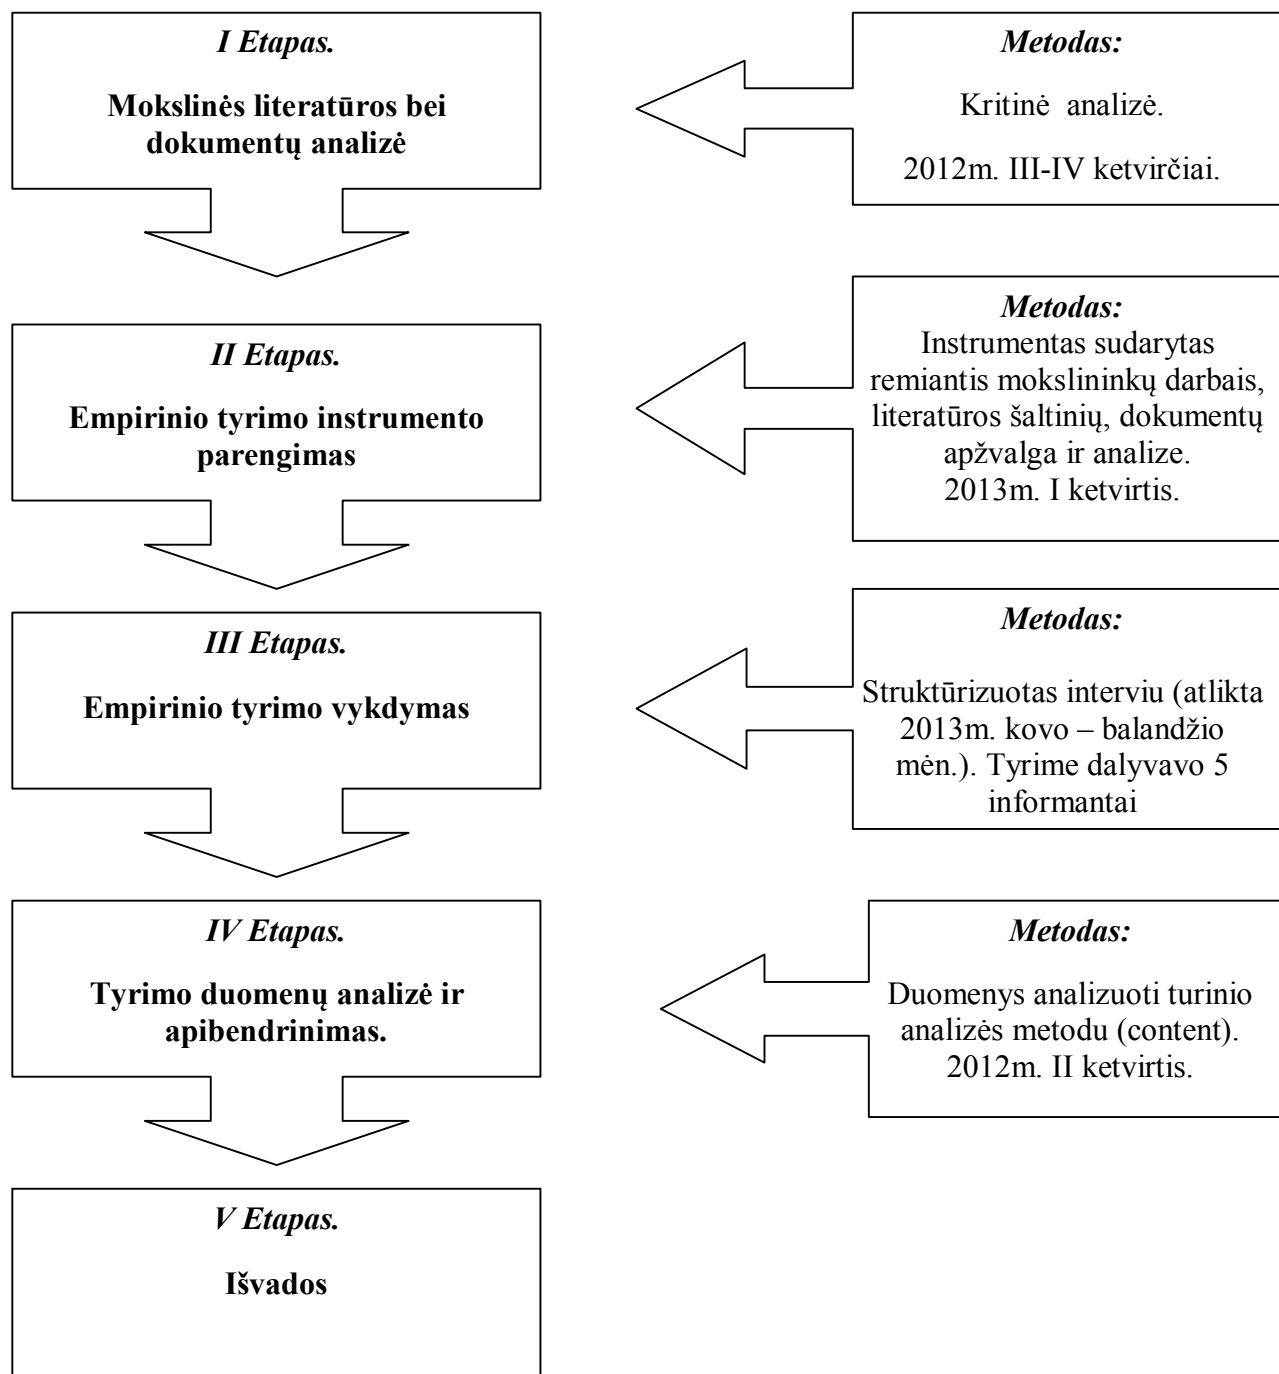 I Etapas.
Mokslinės literatūros bei
dokumentų analizė
Metodas:
Kritinė analizė.
2012m. III-IV ketvirčiai.
II Etapas.
Empirinio tyrimo instrumento
parengimas
Metodas:
Instrumentas sudarytas
remiantis mokslininkų darbais,
literatūros šaltinių, dokumentų
apžvalga ir analize.
2013m. I ketvirtis.
III Etapas.
Empirinio tyrimo vykdymas
Metodas:
Struktūrizuotas interviu (atlikta
2013m. kovo – balandžio
mėn.). Tyrime dalyvavo 5
informantai
IV Etapas.
Tyrimo duomenų analizė ir
apibendrinimas.
Metodas:
Duomenys analizuoti turinio
analizės metodu (content).
2012m. II ketvirtis.
V Etapas.
Išvados